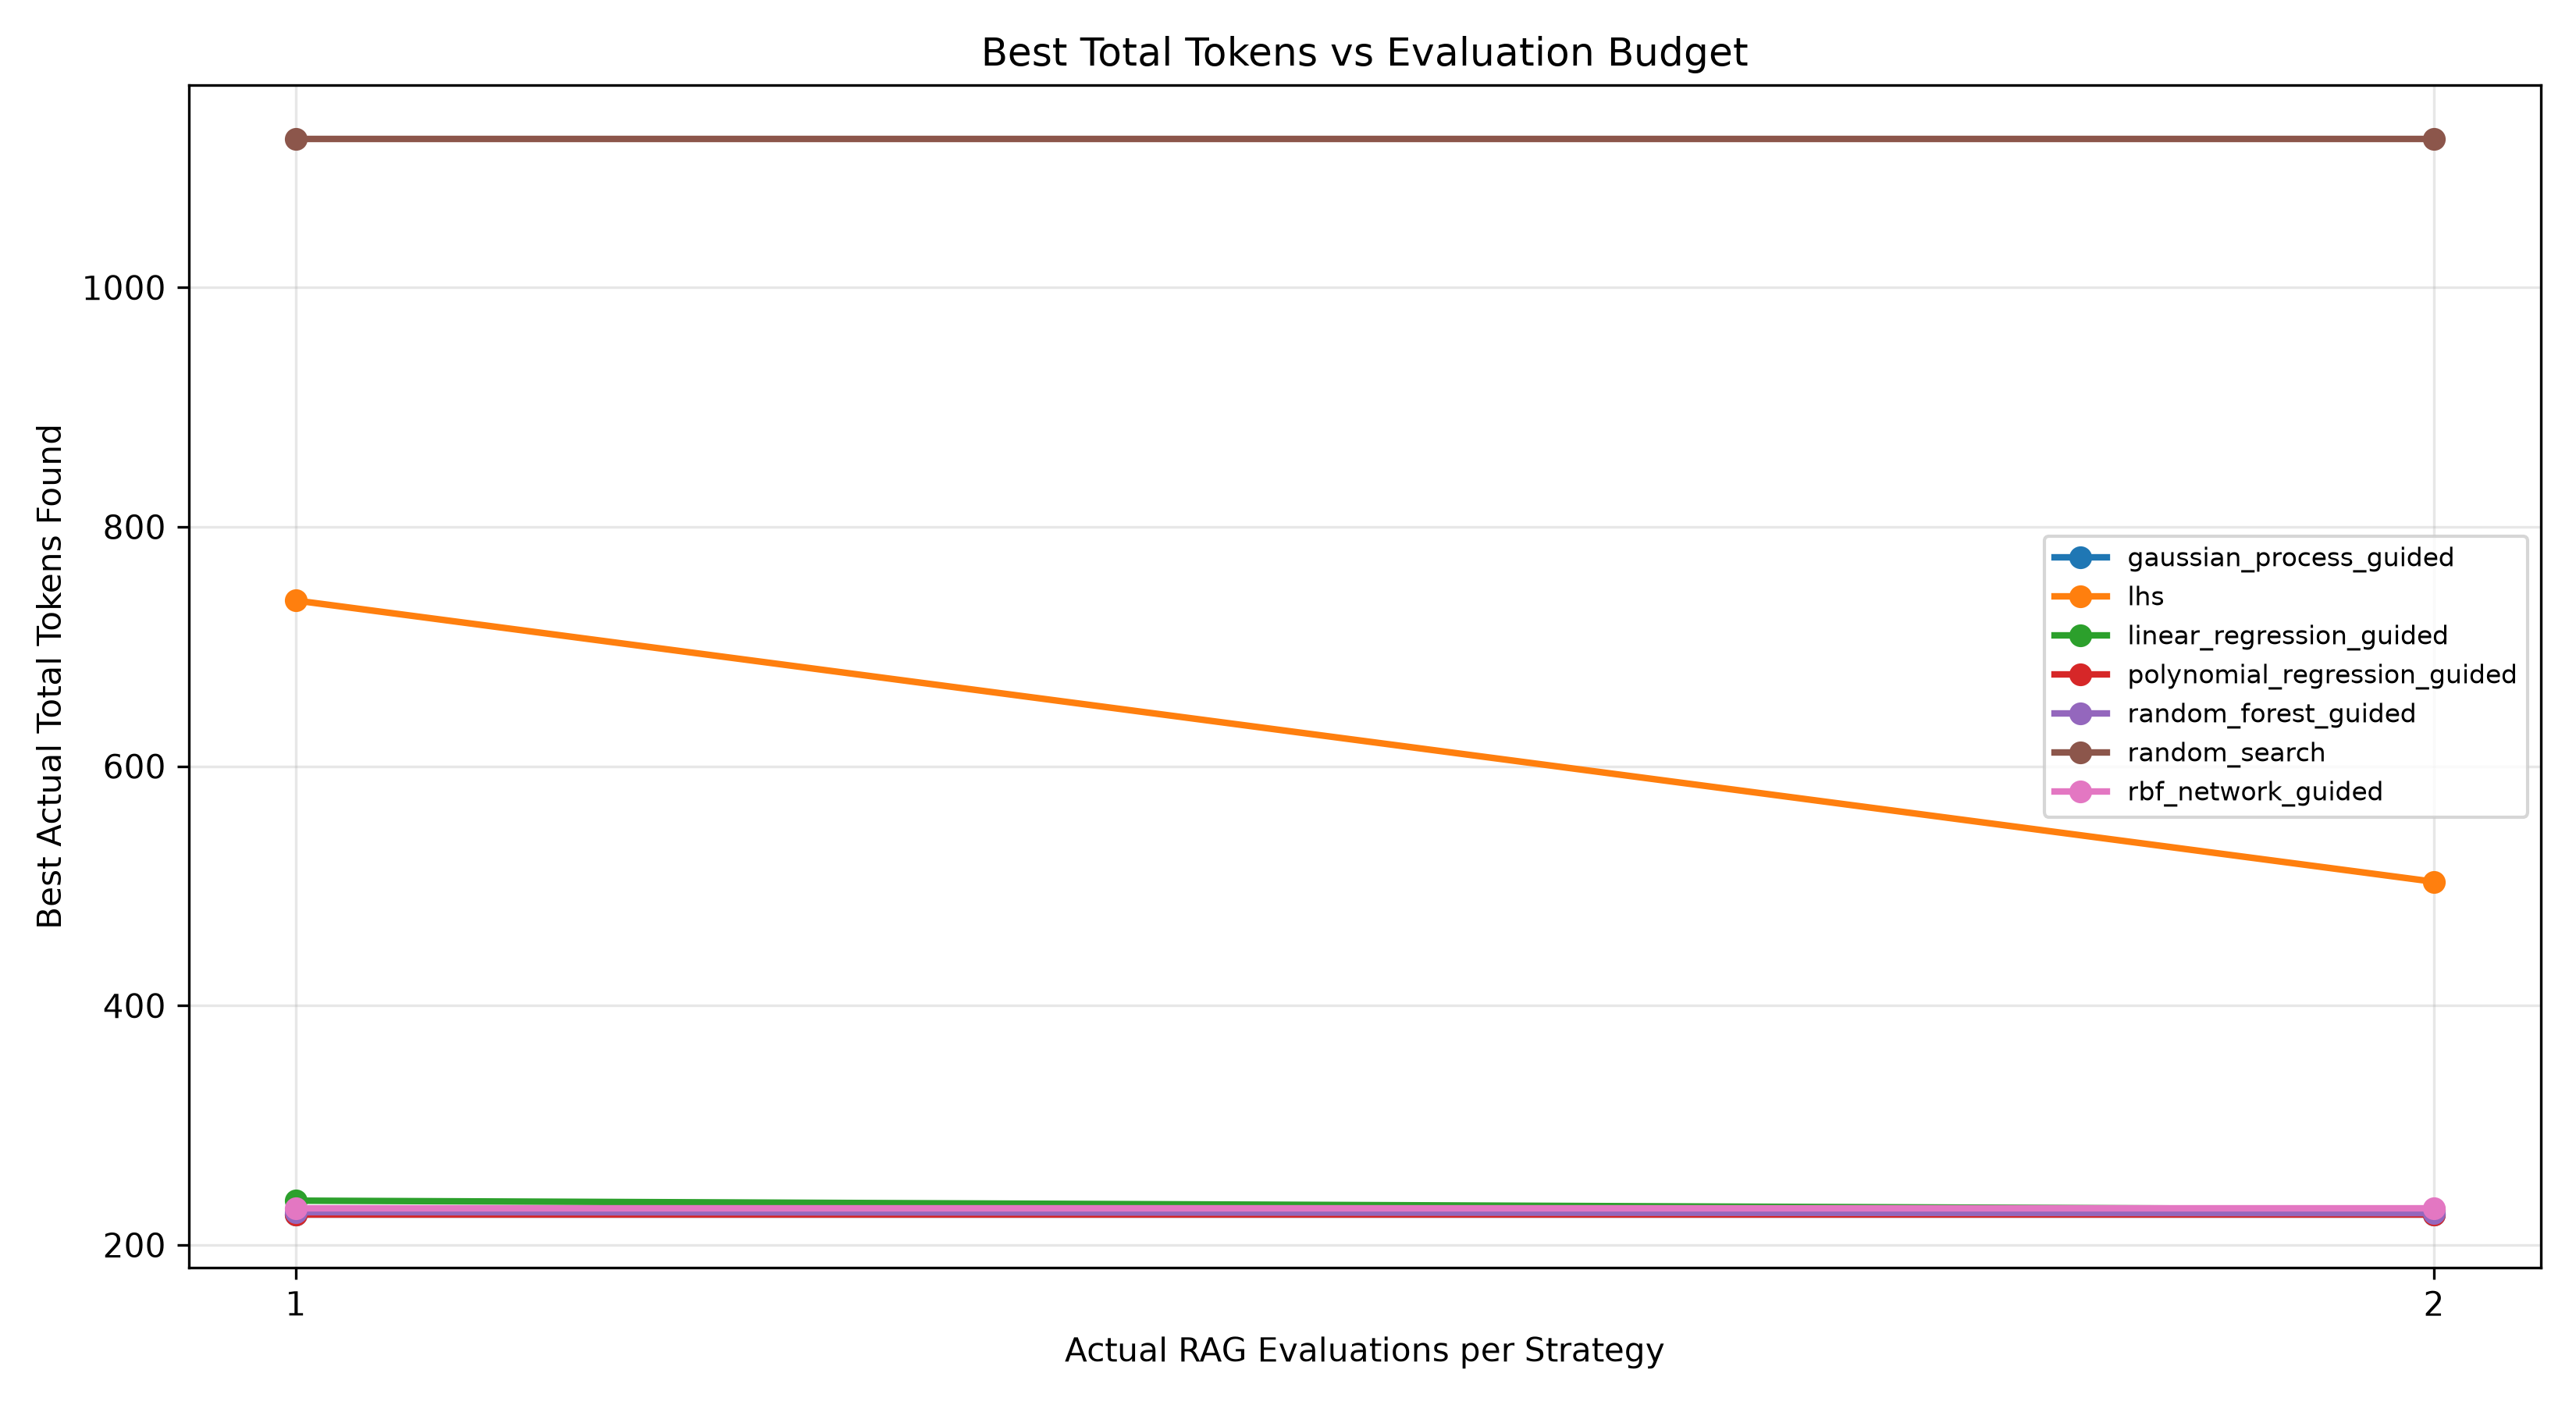 Best Total Tokens vs Evaluation Budget
Best Actual Total Tokens Found
1000
800
600
400
200
gaussian_process_guided
lhs
linear_regression_guided
polynomial_regression_guided
random_forest_guided
random_search
rbf_network_guided
1
2
Actual RAG Evaluations per Strategy